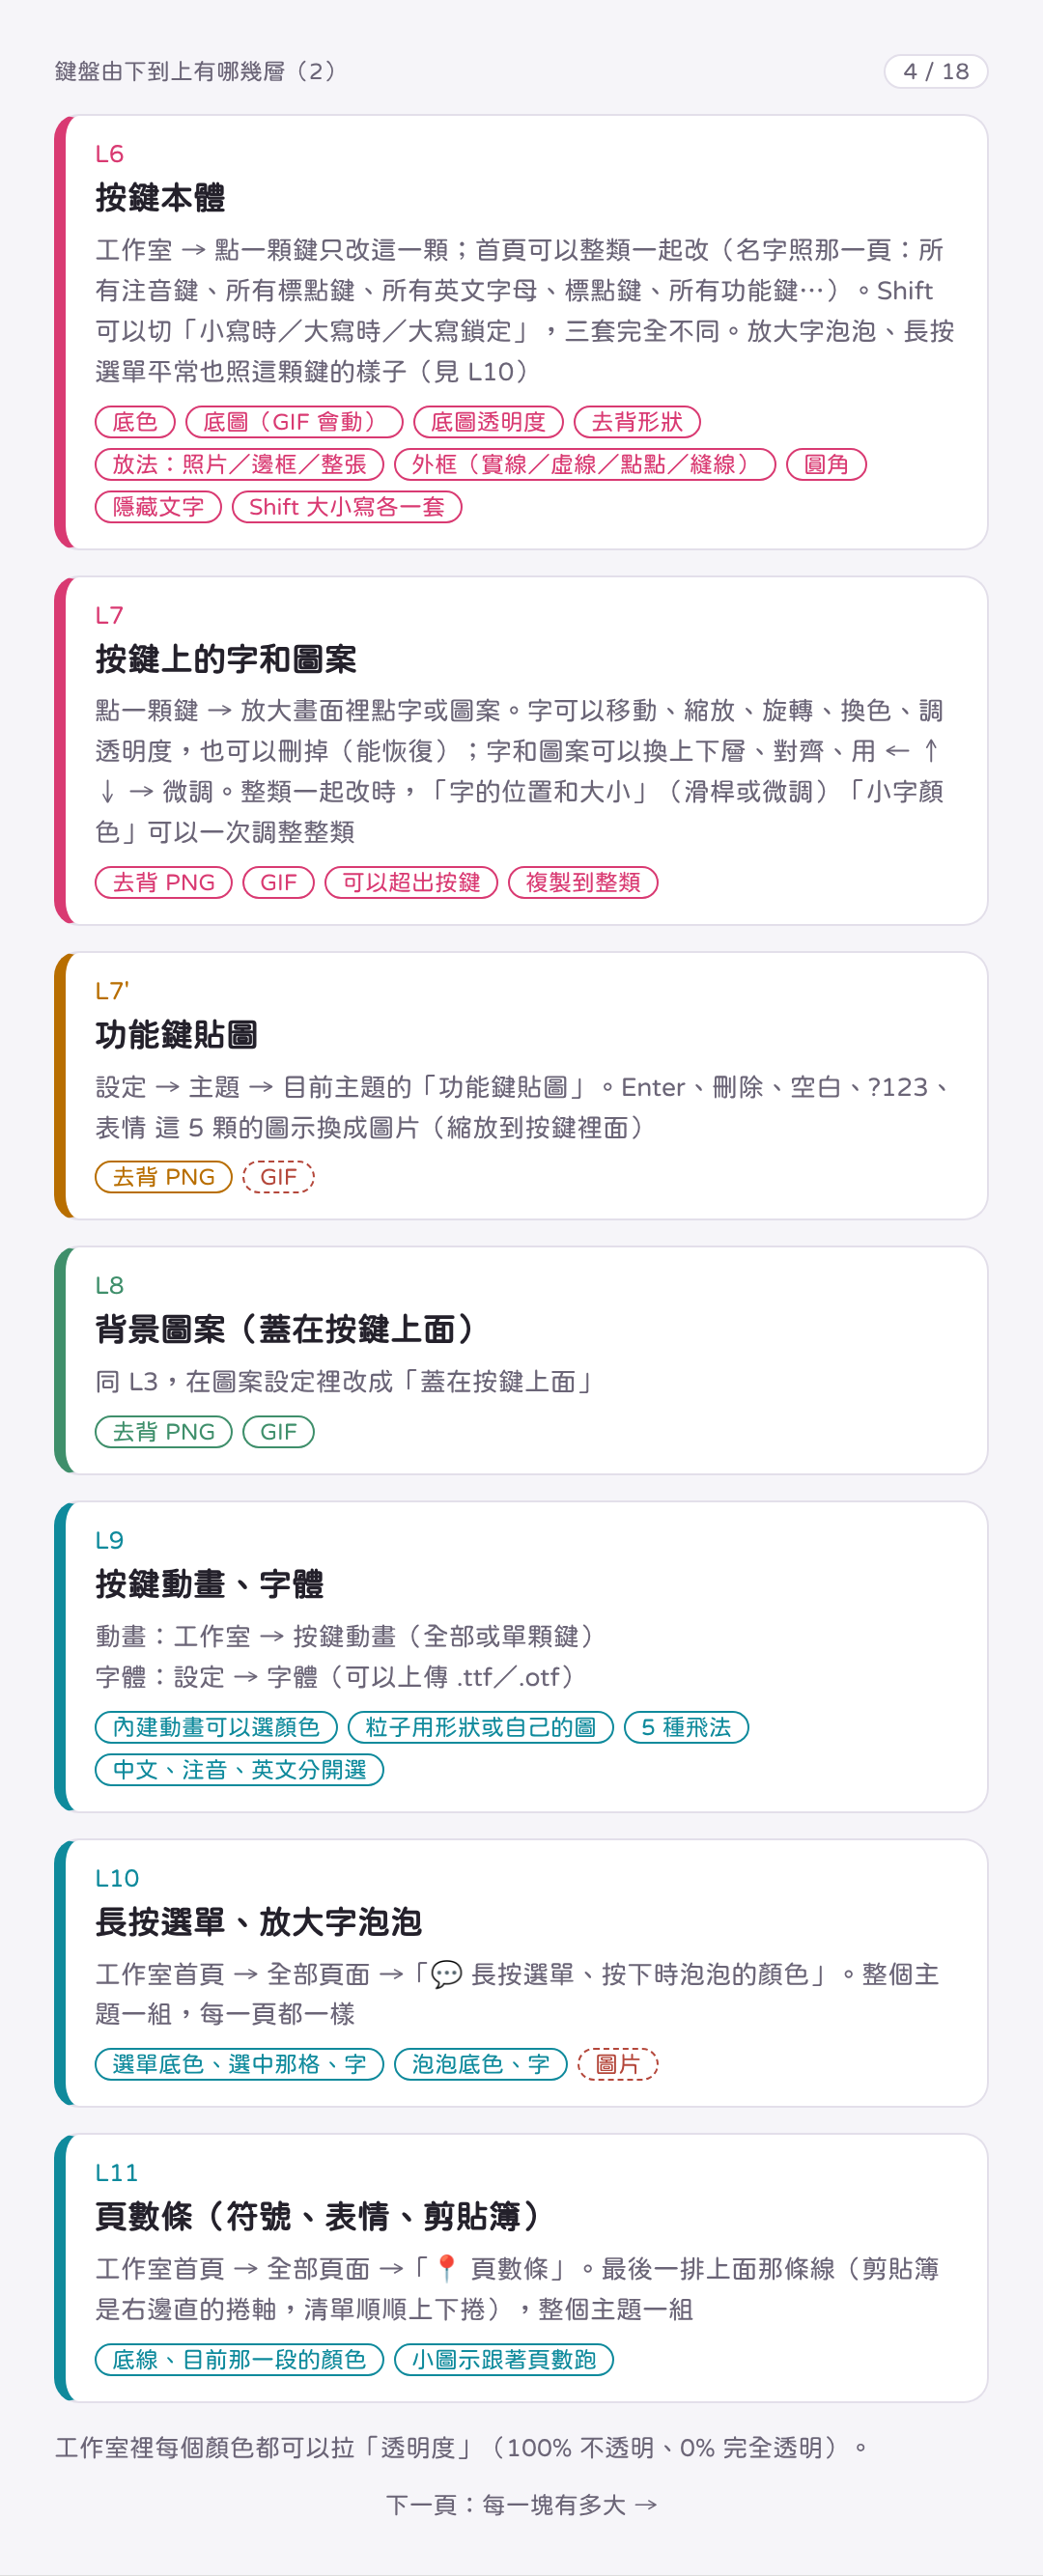 鍵盤由下到上有哪幾層（2）
4 / 18
L6
按鍵本體
工作室 → 點一顆鍵只改這一顆；首頁可以整類一起改（名字照那一頁：所
有注音鍵、所有標點鍵、所有英文字母、標點鍵、所有功能鍵…）。Shift
可以切「小寫時／大寫時／大寫鎖定」，三套完全不同。放大字泡泡、長按
選單平常也照這顆鍵的樣子（見 L10）
底色 底圖（GIF 會動） 底圖透明度 去背形狀
放法：照片／邊框／整張 外框（實線／虛線／點點／縫線） 圓角
隱藏文字 Shift 大小寫各一套
L7
按鍵上的字和圖案
點一顆鍵 → 放大畫面裡點字或圖案。字可以移動、縮放、旋轉、換色、調
透明度，也可以刪掉（能恢復）；字和圖案可以換上下層、對齊、用 ← ↑
↓ → 微調。整類一起改時，「字的位置和大小」（滑桿或微調）「小字顏
色」可以一次調整整類
去背 PNG GIF 可以超出按鍵 複製到整類
L7'
功能鍵貼圖
設定 → 主題 → 目前主題的「功能鍵貼圖」。Enter、刪除、空白、?123、
表情 這 5 顆的圖示換成圖片（縮放到按鍵裡面）
去背 PNG GIF
L8
背景圖案（蓋在按鍵上面）
同 L3，在圖案設定裡改成「蓋在按鍵上面」
去背 PNG GIF
L9
按鍵動畫、字體
動畫：工作室 → 按鍵動畫（全部或單顆鍵）
字體：設定 → 字體（可以上傳 .ttf／.otf）
內建動畫可以選顏色 粒子用形狀或自己的圖 5 種飛法
中文、注音、英文分開選
L10
長按選單、放大字泡泡
工作室首頁 → 全部頁面 →「💬 長按選單、按下時泡泡的顏色」。整個主
題一組，每一頁都一樣
選單底色、選中那格、字 泡泡底色、字 圖片
L11
頁數條（符號、表情、剪貼簿）
工作室首頁 → 全部頁面 →「📍 頁數條」。最後一排上面那條線（剪貼簿
是右邊直的捲軸，清單順順上下捲），整個主題一組
底線、目前那一段的顏色 小圖示跟著頁數跑
工作室裡每個顏色都可以拉「透明度」（100% 不透明、0% 完全透明）。
下一頁：每一塊有多大 →